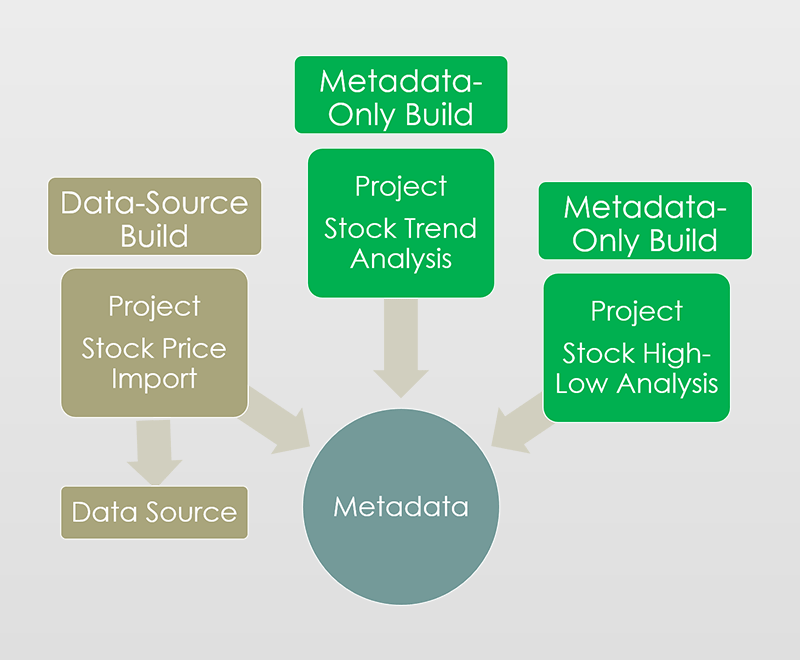 Metadata-
Only Build
Project
Stock Trend
Analysis
Data-Source
Build
Project
Stock Price
Import
Data Source
Metadata-
Only Build
Project
Stock High-
Low Analysis
Metadata